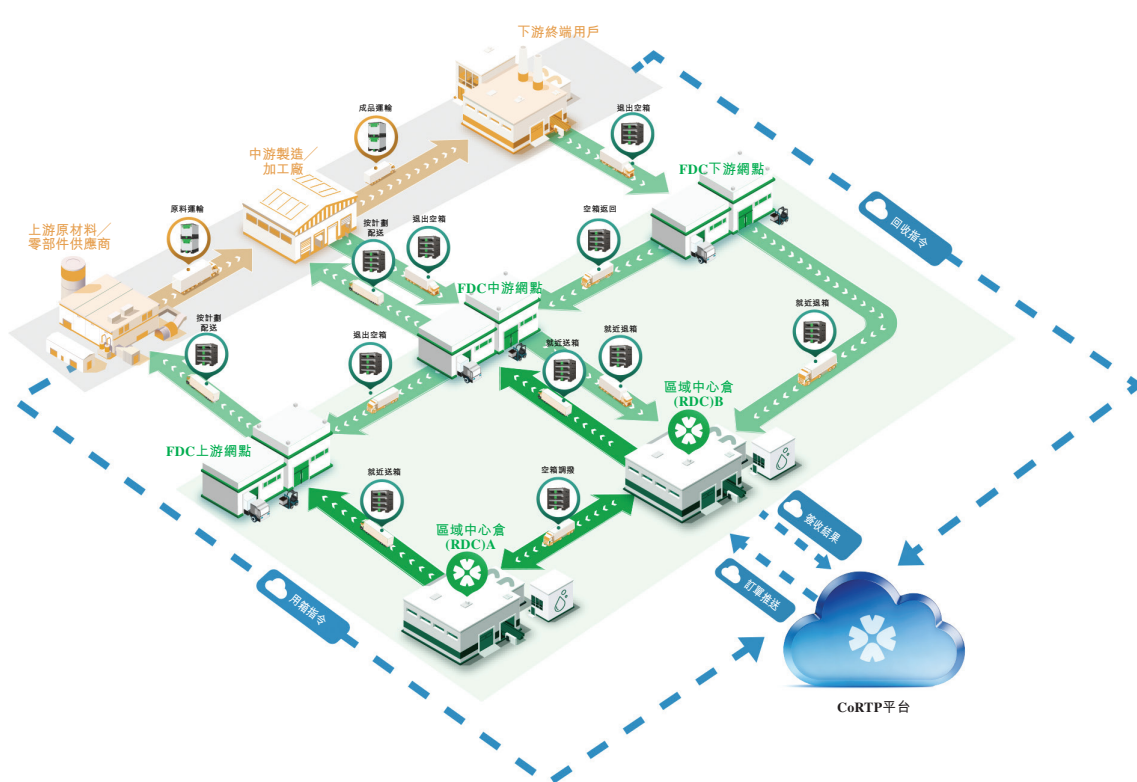 下游終端用戶
成品運輸
退出空箱
中游製造／
加工廠
FDC下游網點
原料運輸
按計劃
配送
退出空箱
空箱返回
回收指令
上游原材料／
零部件供應商
FDC中游網點
按計劃
配送
退出空箱
就近送箱
就近退箱
就近退箱
區域中心倉
(RDC)B
FDC上游網點
就近送箱
空箱調撥
簽收結果
區域中心倉
(RDC)A
訂單推送
用箱指令
CoRTP平台